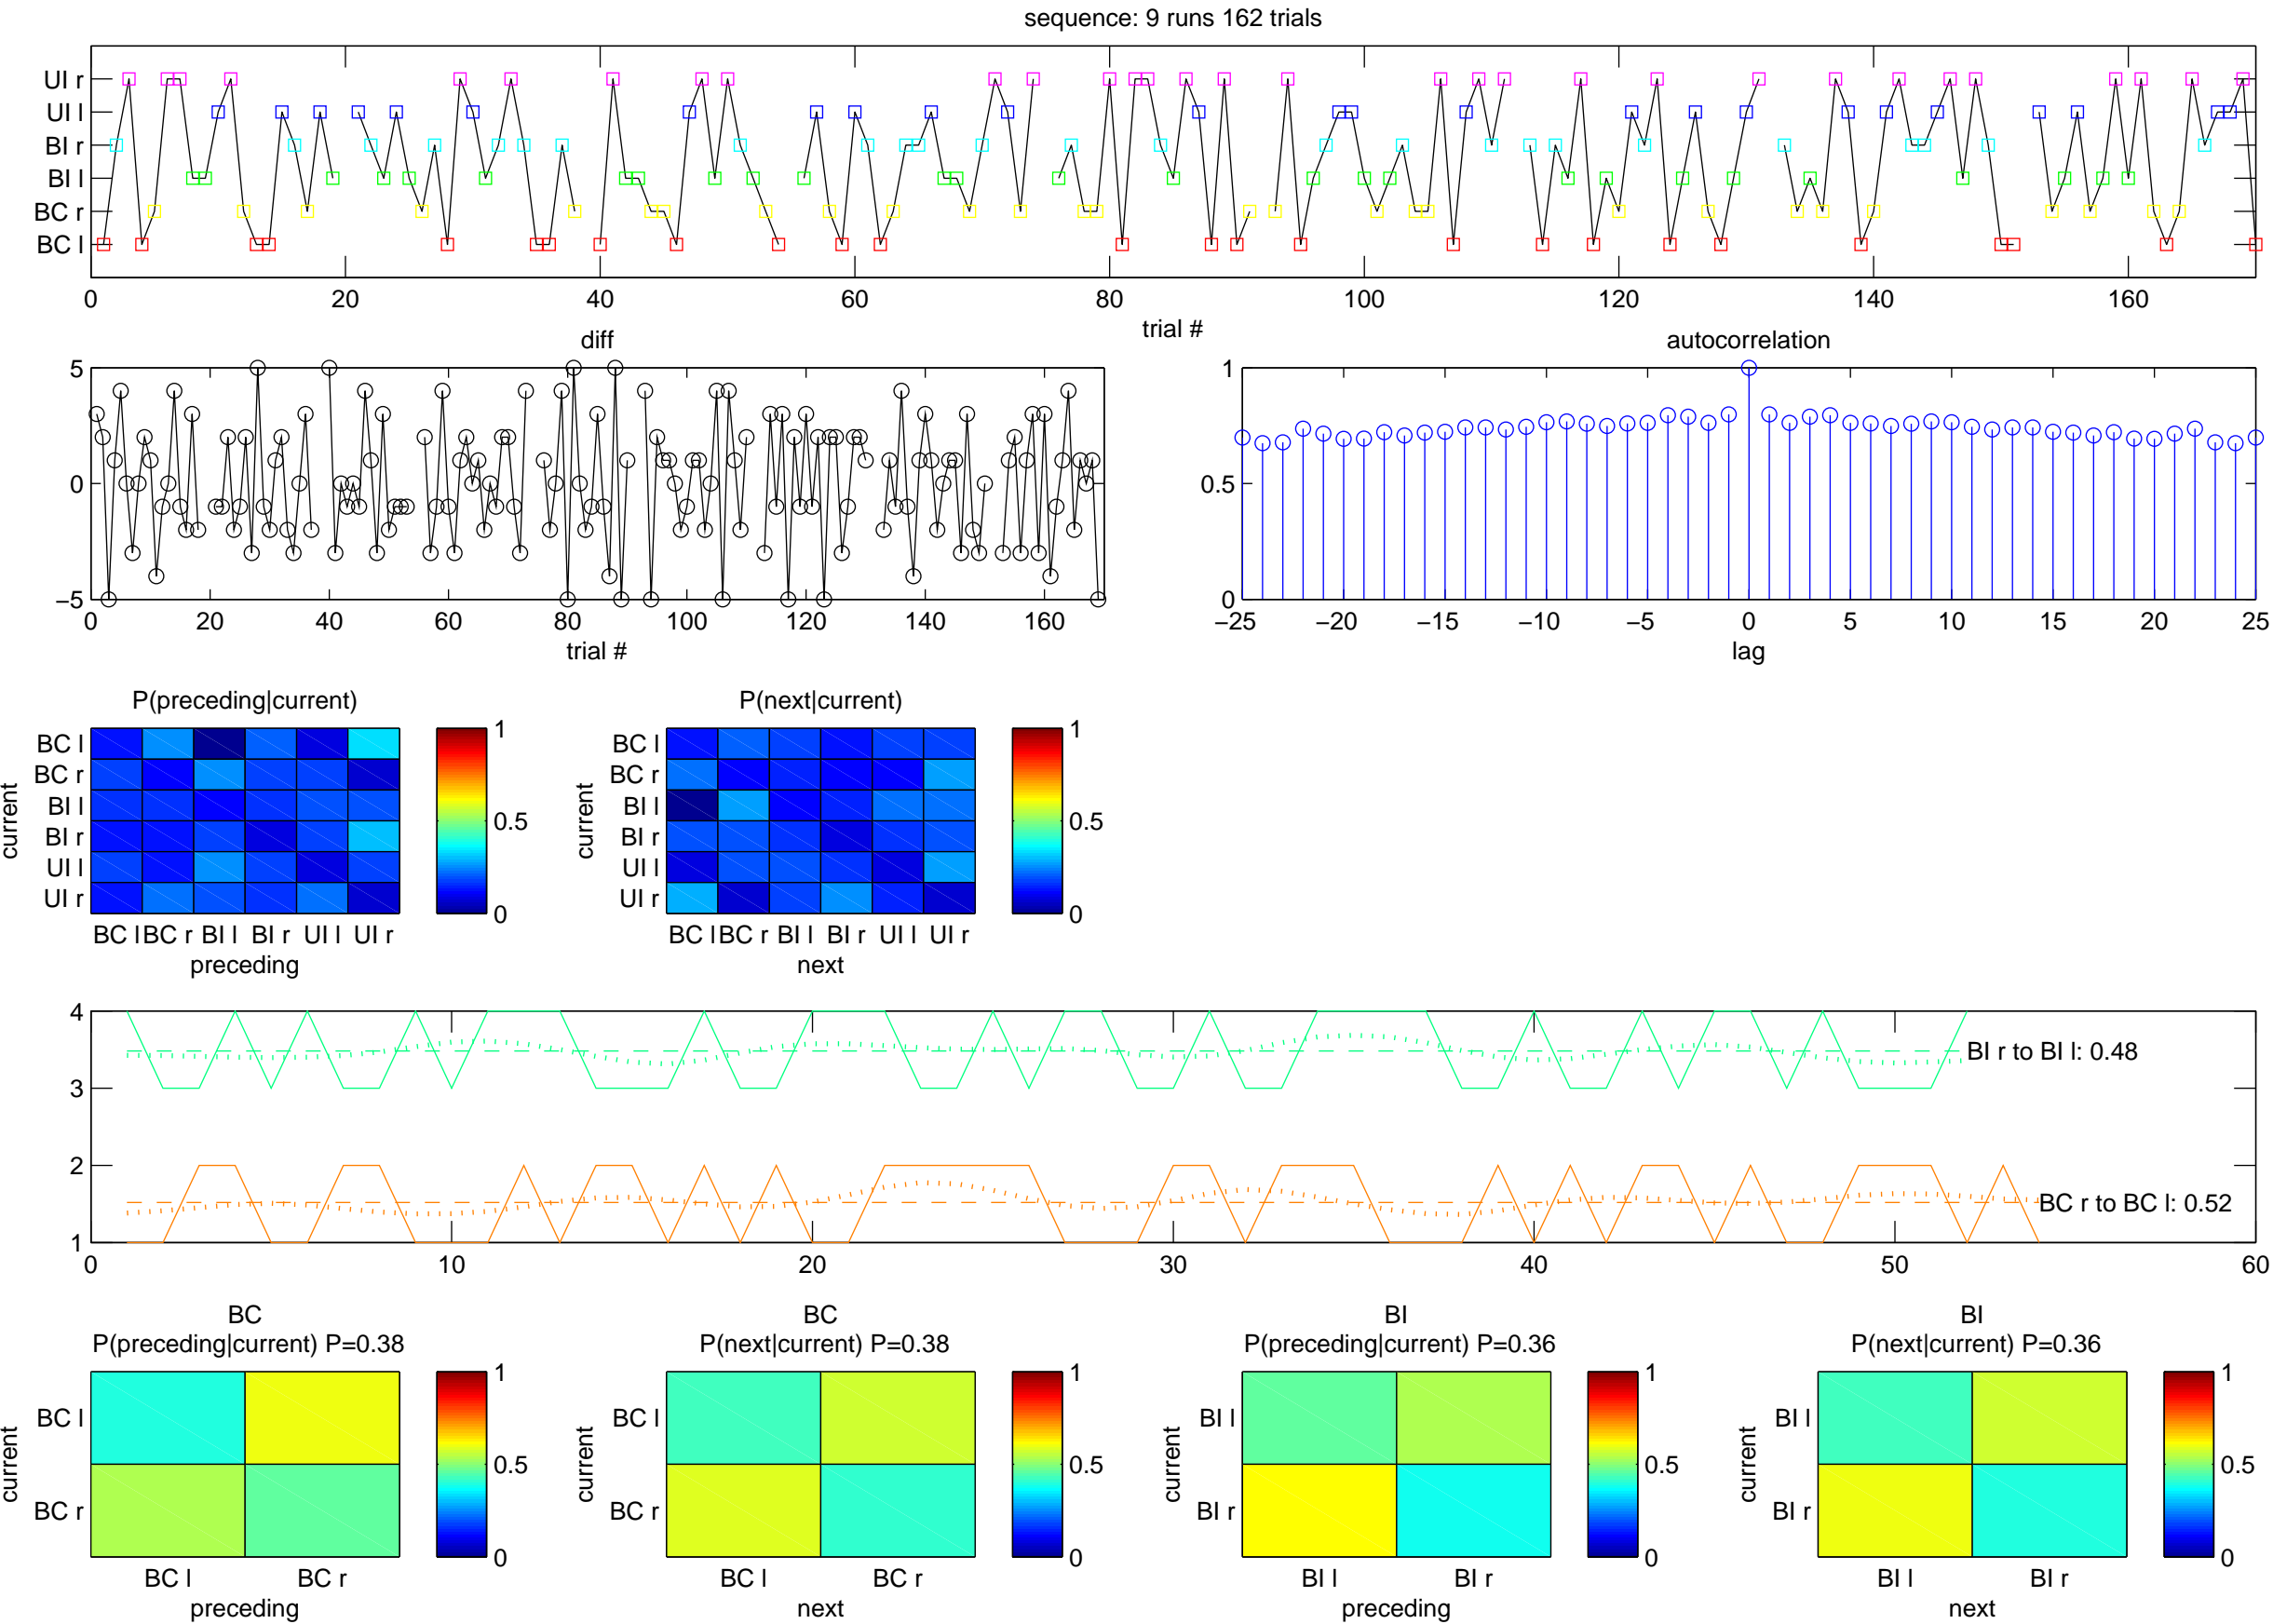 sequence: 9 runs 162 trials
UI r
UI l
BI r
BI l
BC r
BC l
0 20 40 60 80 100 120 140 160
trial #
diff
5
0
−5
0 20 40 60 80 100 120 140 160
trial #
autocorrelation
1
0.5
0
−25 −20 −15 −10 −5 0 5 10 15 20 25
lag
P(preceding|current)
current
BC l
BC r
BI l
BI r
UI l
UI r
BC l BC r BI l BI r UI l UI r
preceding
1
0.5
0
P(next|current)
current
BC l
BC r
BI l
BI r
UI l
UI r
BC l BC r BI l BI r UI l UI r
next
1
0.5
0
4
3
2
1
BI r to BI l: 0.48
BC r to BC l: 0.52
0 10 20 30 40 50 60
BC
P(preceding|current) P=0.38
current
BC l
BC r
BC l BC r
preceding
1
0.5
0
BC
P(next|current) P=0.38
current
BC l
BC r
BC l BC r
next
1
0.5
0
BI
P(preceding|current) P=0.36
current
BI l
BI r
BI l BI r
preceding
1
0.5
0
BI
P(next|current) P=0.36
current
BI l
BI r
BI l BI r
next
1
0.5
0